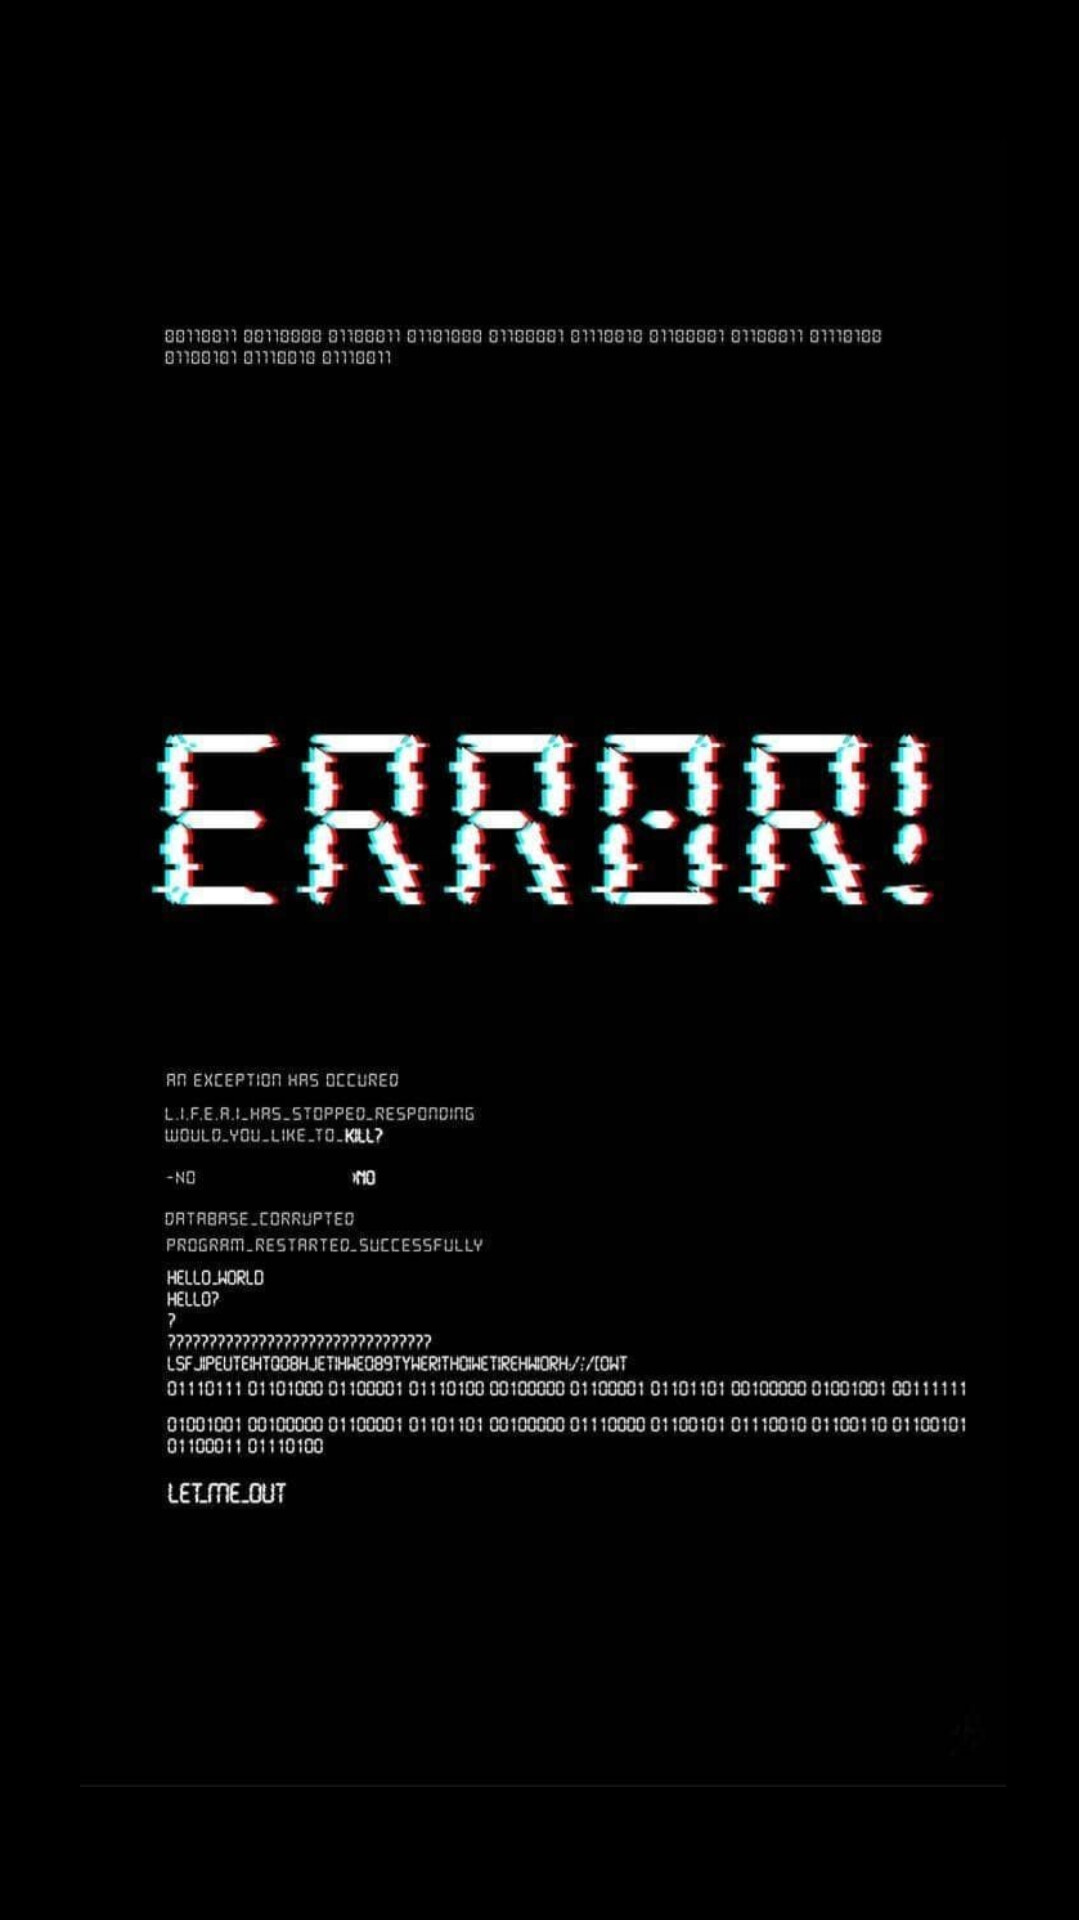 00110011 00110000 01100011 01101000 01100001 01110010 01100001 01100011 01110100
01100101 01110010 01110011
ERROR!
AN EXCEPTION HAS OCCURED
L.I.F.E.A.I_HAS_STOPPED_RESPONDING
WOULD_YOU_LIKE_TO_KILL?
-NO >NO
DATABASE_CORRUPTED
PROGRAM_RESTARTED_SUCCESSFULLY
HELLO_WORLD
HELLO?
?
????????????????????????????????
01110111 01101000 01100001 01110100 00100000 01100001 01101101 00100000 01001001 00111111
01001001 00100000 01100001 01101101 00100000 01110000 01100101 01110010 01100110 01100101
01100011 01110100
LET_ME_OUT